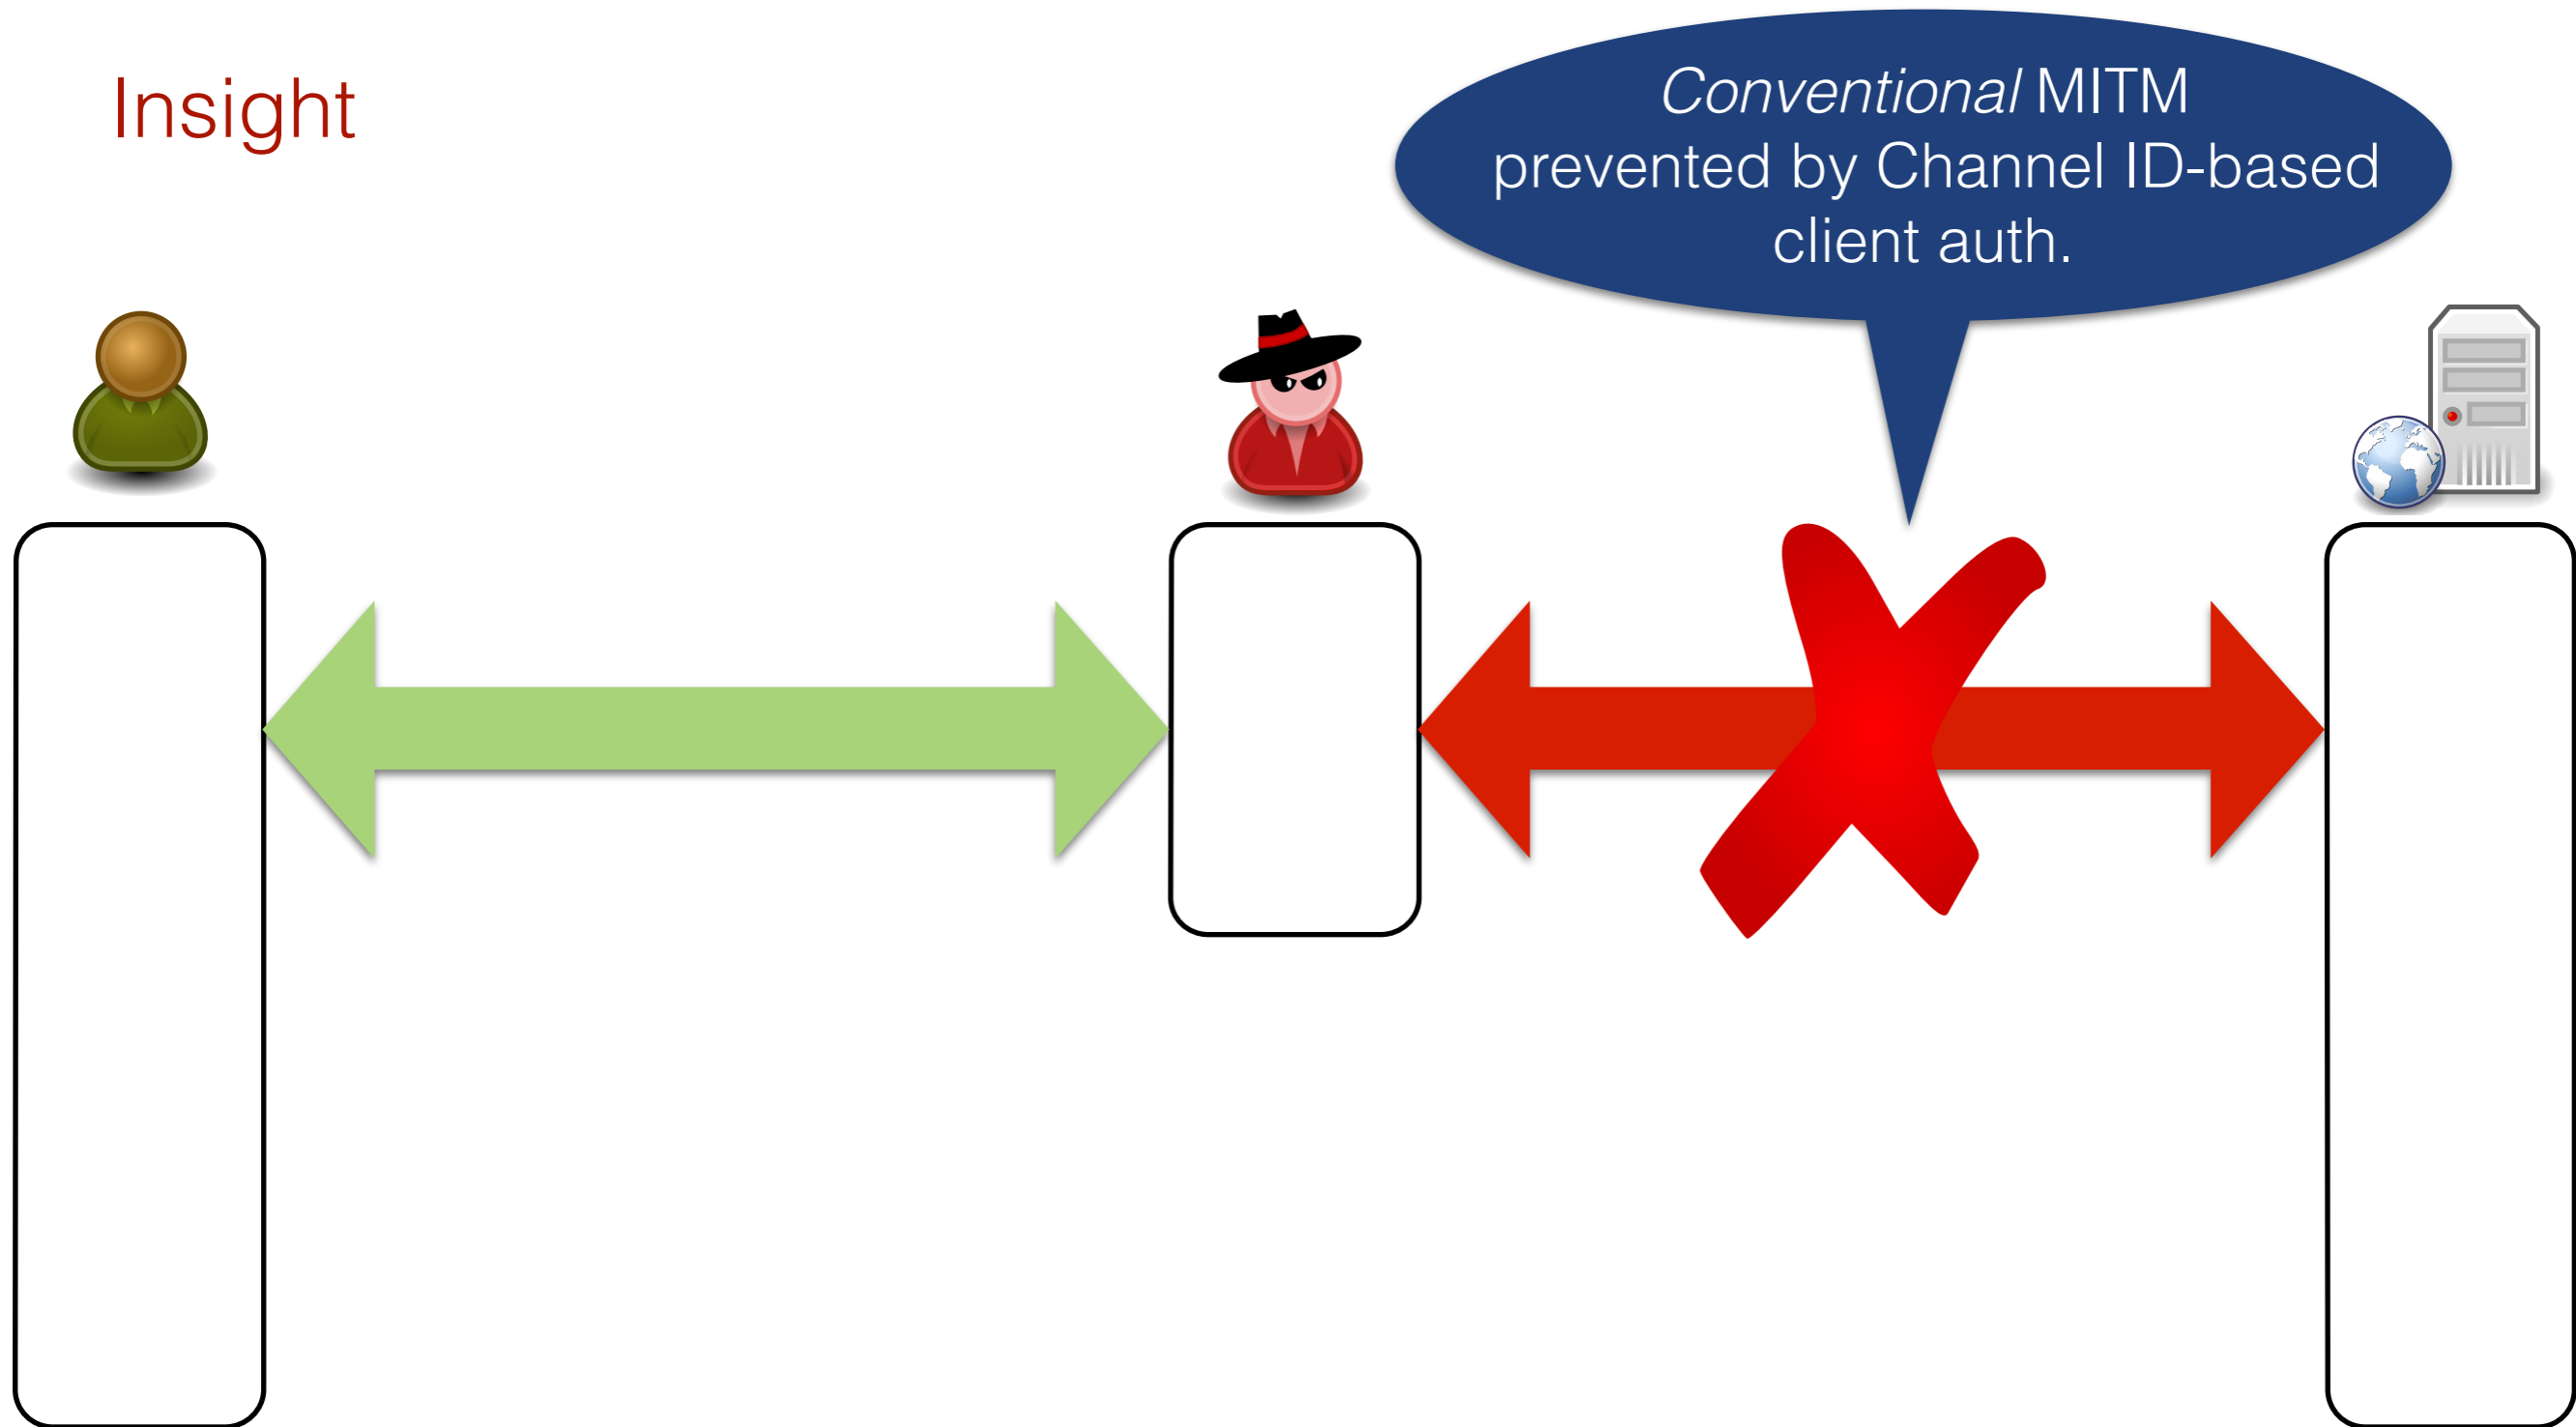 Insight
Conventional MITM
prevented by Channel ID-based
client auth.